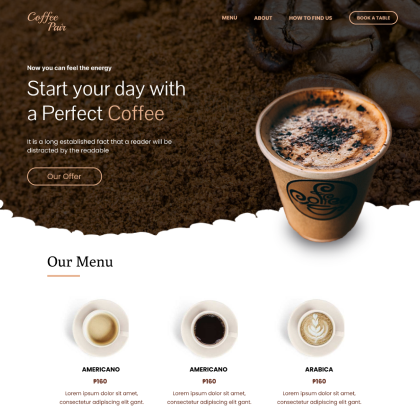 Coffee
Pair
MENU
ABOUT
HOW TO FIND US
BOOK A TABLE
Now you can feel the energy
Start your day with
a Perfect Coffee
It is a long established fact that a reader will be
distracted by the readable
Our Offer
Our Menu
AMERICANO
AMERICANO
ARABICA
₱160
₱160
₱160
Lorem ipsum dolor sit amet,
consectetur adipiscing elit dant.
Lorem ipsum dolor sit amet,
consectetur adipiscing elit dant.
Lorem ipsum dolor sit amet,
consectetur adipiscing elit dant.